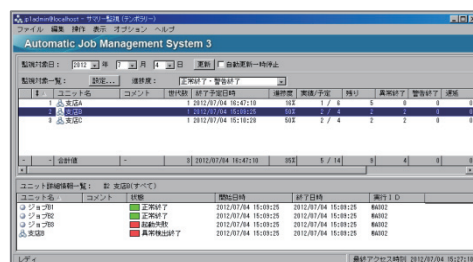 jp1admin@localhost - サマリー監視 (テンポラリー)
ファイル 編集 操作 表示 オプション ヘルプ
Automatic Job Management System 3
監視対象日： 2012 年 7 月 4 日 更新 自動更新一時停止
監視対象一覧： 設定... 進捗度： 正常終了・警告終了
ユニット名 コメント 世代数 終了予定日時 進捗度 実績/予定 残り 異常終了 警告終了 遅延
1 支店A 1 2012/07/04 16:47:10 16% 1 / 6 5 0 0 0
2 支店B 1 2012/07/04 15:09:25 50% 2 / 4 2 2 0 0
3 支店C 1 2012/07/04 15:10:28 50% 2 / 4 2 2 0 0
- - 合計値 - 3 2012/07/04 16:47:10 35% 5 / 14 9 4 0 0
ユニット詳細情報一覧： 支店B(すべて)
ユニット名 コメント 状態 開始日時 終了日時 実行ＩＤ
ジョブB1 正常終了 2012/07/04 15:09:25 2012/07/04 15:09:25 @A302
ジョブB2 正常終了 2012/07/04 15:09:25 2012/07/04 15:09:25 @A302
ジョブB3 起動失敗 2012/07/04 15:09:25 2012/07/04 15:09:25 @A302
支店B 異常検出終了 2012/07/04 15:09:25 2012/07/04 15:09:25 @A302
レディ 最終アクセス時刻 2012/07/04 15:27:19